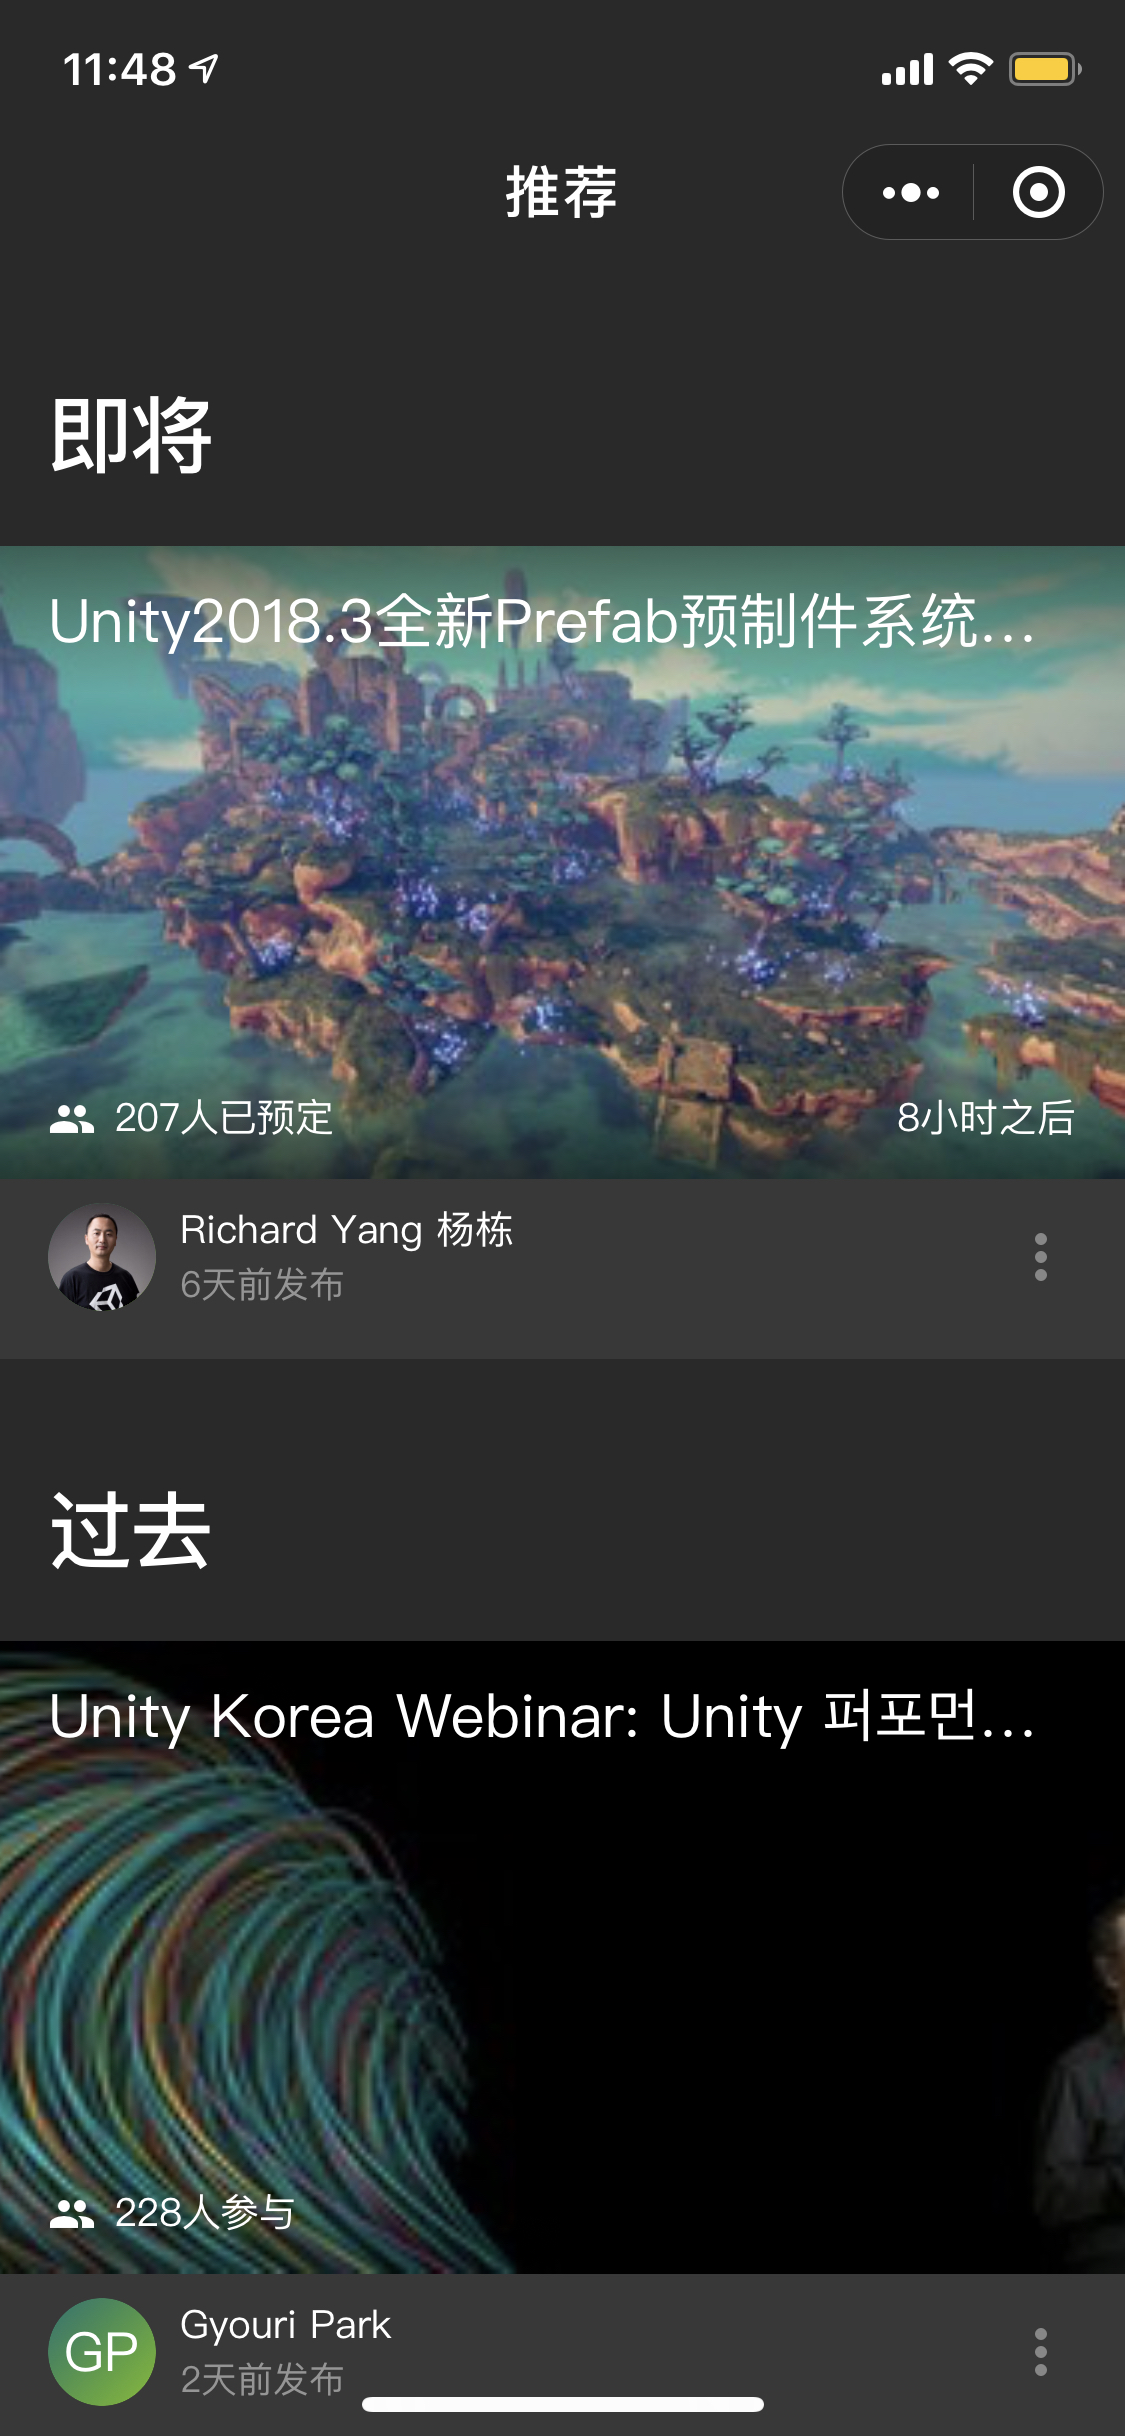 11:48
推荐
即将
Unity2018.3全新Prefab预制件系统...
207人已预定
8小时之后
Richard Yang 杨栋
6天前发布
过去
Unity Korea Webinar: Unity 퍼포먼...
228人参与
GP
Gyouri Park
2天前发布